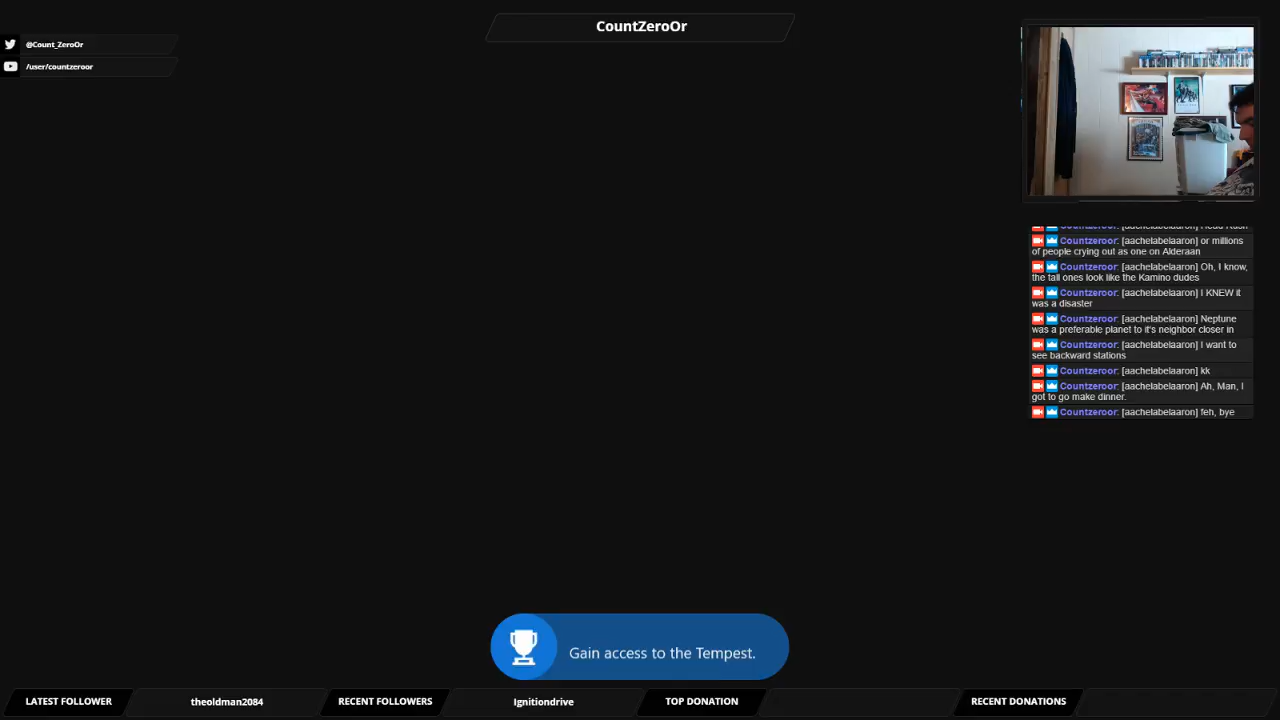 CountZeroOr
@Count_ZeroOr
/user/countzeroor
Countzeroor: [aachelabelaaron] or millions
of people crying out as one on Alderaan
Countzeroor: [aachelabelaaron] Oh, I know,
the tall ones look like the Kamino dudes
Countzeroor: [aachelabelaaron] I KNEW it
was a disaster
Countzeroor: [aachelabelaaron] Neptune
was a preferable planet to it's neighbor closer in
Countzeroor: [aachelabelaaron] I want to
see backward stations
Countzeroor: [aachelabelaaron] kk
Countzeroor: [aachelabelaaron] Ah, Man, I
got to go make dinner.
Countzeroor: [aachelabelaaron] feh, bye
Gain access to the Tempest.
LATEST FOLLOWER theoldman2084 RECENT FOLLOWERS Ignitiondrive TOP DONATION RECENT DONATIONS